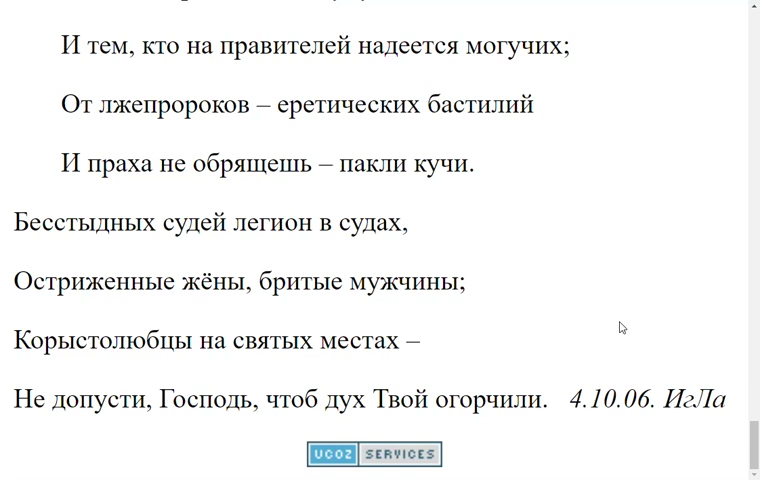 И тем, кто на правителей надеется могучих;
От лжепророков – еретических бастилий
И праха не обрящешь – пакли кучи.
Бесстыдных судей легион в судах,
Остриженные жёны, бритые мужчины;
Корыстолюбцы на святых местах –
Не допусти, Господь, чтоб дух Твой огорчили. 4.10.06. ИгЛа
UCOZ SERVICES